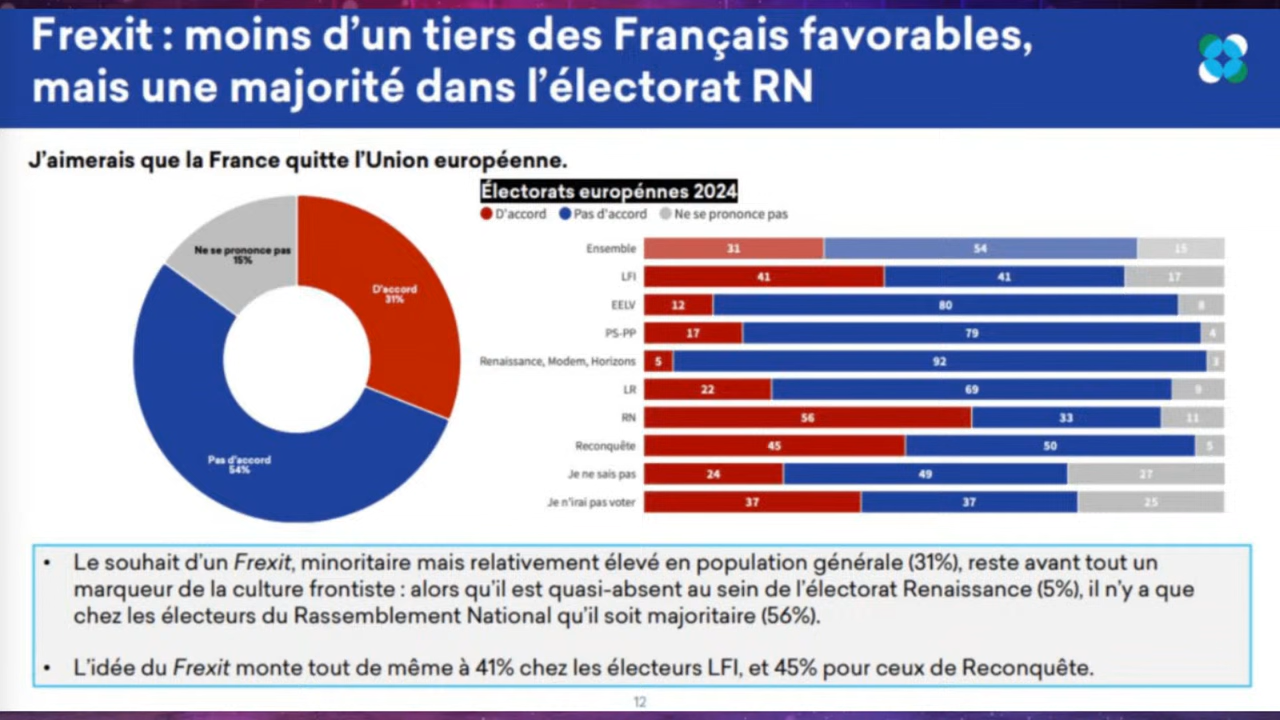 Frexit : moins d'un tiers des Français favorables,
mais une majorité dans l'électorat RN
J'aimerais que la France quitte l'Union européenne.
Ne se prononce pas
15%
D'accord
31%
Pas d'accord
54%
Électorats europénnes 2024
D'accord Pas d'accord Ne se prononce pas
Ensemble 31 54 15
LFI 41 41 17
EELV 12 80 8
PS-PP 17 79 4
Renaissance, Modem, Horizons 5 92 3
LR 22 69 9
RN 56 33 11
Reconquête 45 50 5
Je ne sais pas 24 49 27
Je n'irai pas voter 37 37 25
• Le souhait d'un Frexit, minoritaire mais relativement élevé en population générale (31%), reste avant tout un
marqueur de la culture frontiste : alors qu'il est quasi-absent au sein de l'électorat Renaissance (5%), il n'y a que
chez les électeurs du Rassemblement National qu'il soit majoritaire (56%).
• L'idée du Frexit monte tout de même à 41% chez les électeurs LFI, et 45% pour ceux de Reconquête.
12